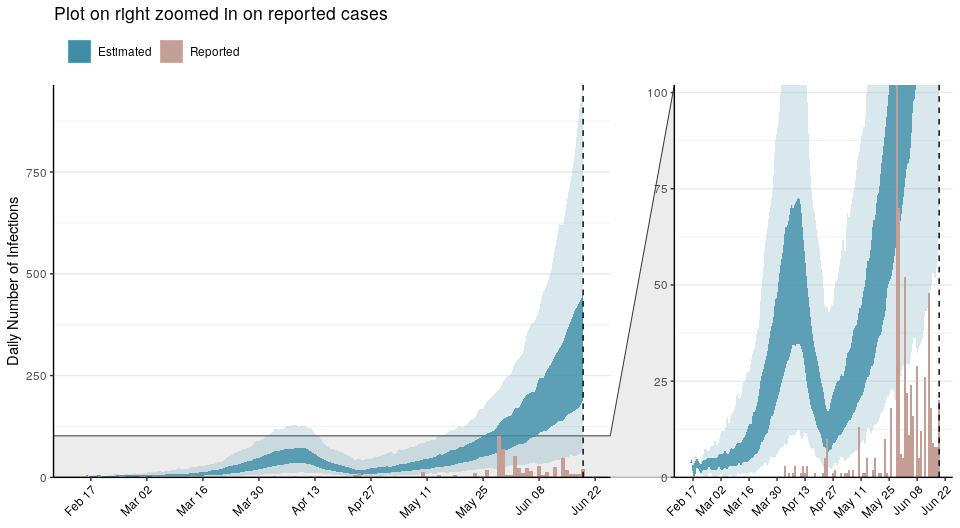 Plot on right zoomed in on reported cases
Estimated Reported
Daily Number of Infections
750
500
250
0
Feb 17 Mar 02 Mar 16 Mar 30 Apr 13 Apr 27 May 11 May 25 Jun 08 Jun 22
100
75
50
25
0
Feb 17 Mar 02 Mar 16 Mar 30 Apr 13 Apr 27 May 11 May 25 Jun 08 Jun 22